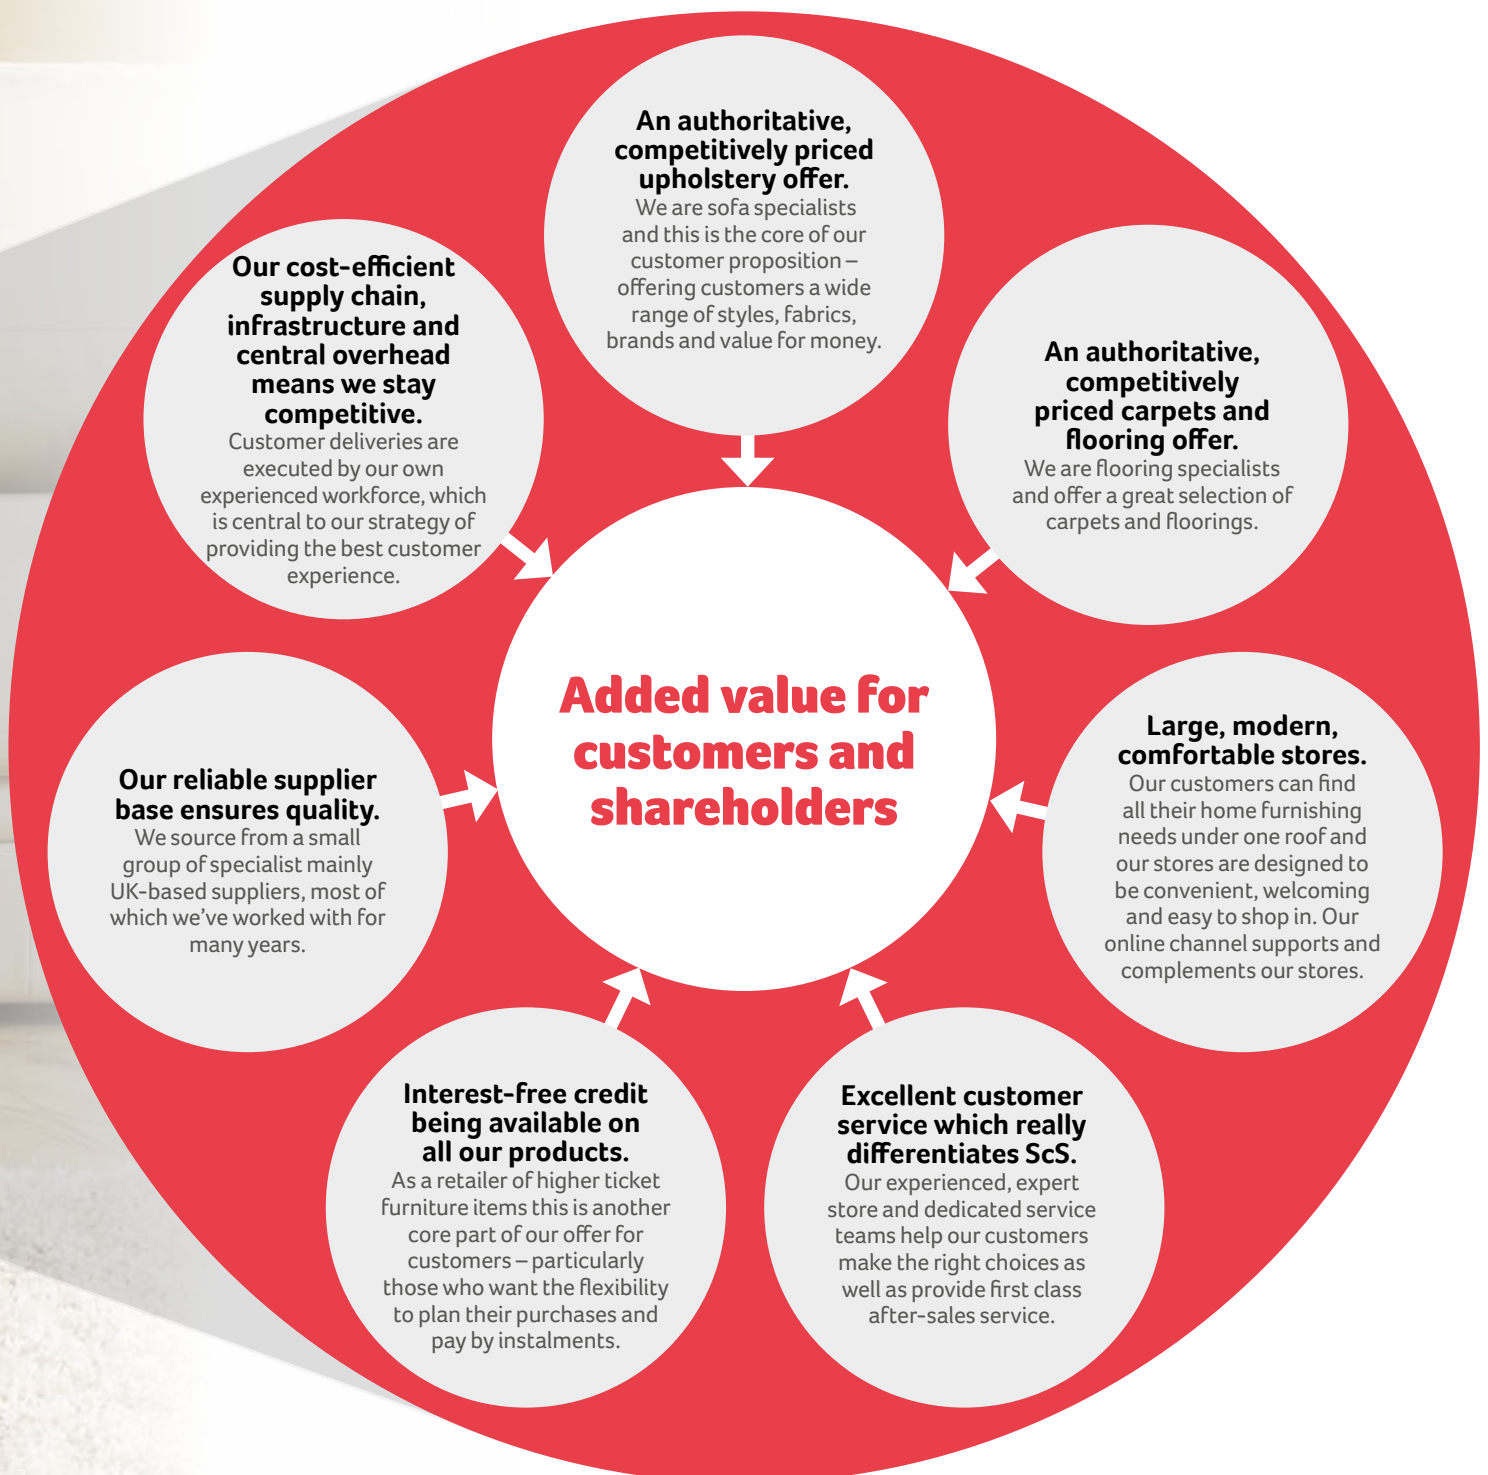 An authoritative,
competitively priced
upholstery offer.
We are sofa specialists
and this is the core of our
customer proposition –
offering customers a wide
range of styles, fabrics,
brands and value for money.
An authoritative,
competitively
priced carpets and
flooring offer.
We are flooring specialists
and offer a great selection of
carpets and floorings.
Large, modern,
comfortable stores.
Our customers can find
all their home furnishing
needs under one roof and
our stores are designed to
be convenient, welcoming
and easy to shop in. Our
online channel supports and
complements our stores.
Excellent customer
service which really
differentiates ScS.
Our experienced, expert
store and dedicated service
teams help our customers
make the right choices as
well as provide first class
after-sales service.
Interest-free credit
being available on
all our products.
As a retailer of higher ticket
furniture items this is another
core part of our offer for
customers – particularly
those who want the flexibility
to plan their purchases and
pay by instalments.
Our reliable supplier
base ensures quality.
We source from a small
group of specialist mainly
UK-based suppliers, most of
which we've worked with for
many years.
Our cost-efficient
supply chain,
infrastructure and
central overhead
means we stay
competitive.
Customer deliveries are
executed by our own
experienced workforce, which
is central to our strategy of
providing the best customer
experience.
Added value for
customers and
shareholders